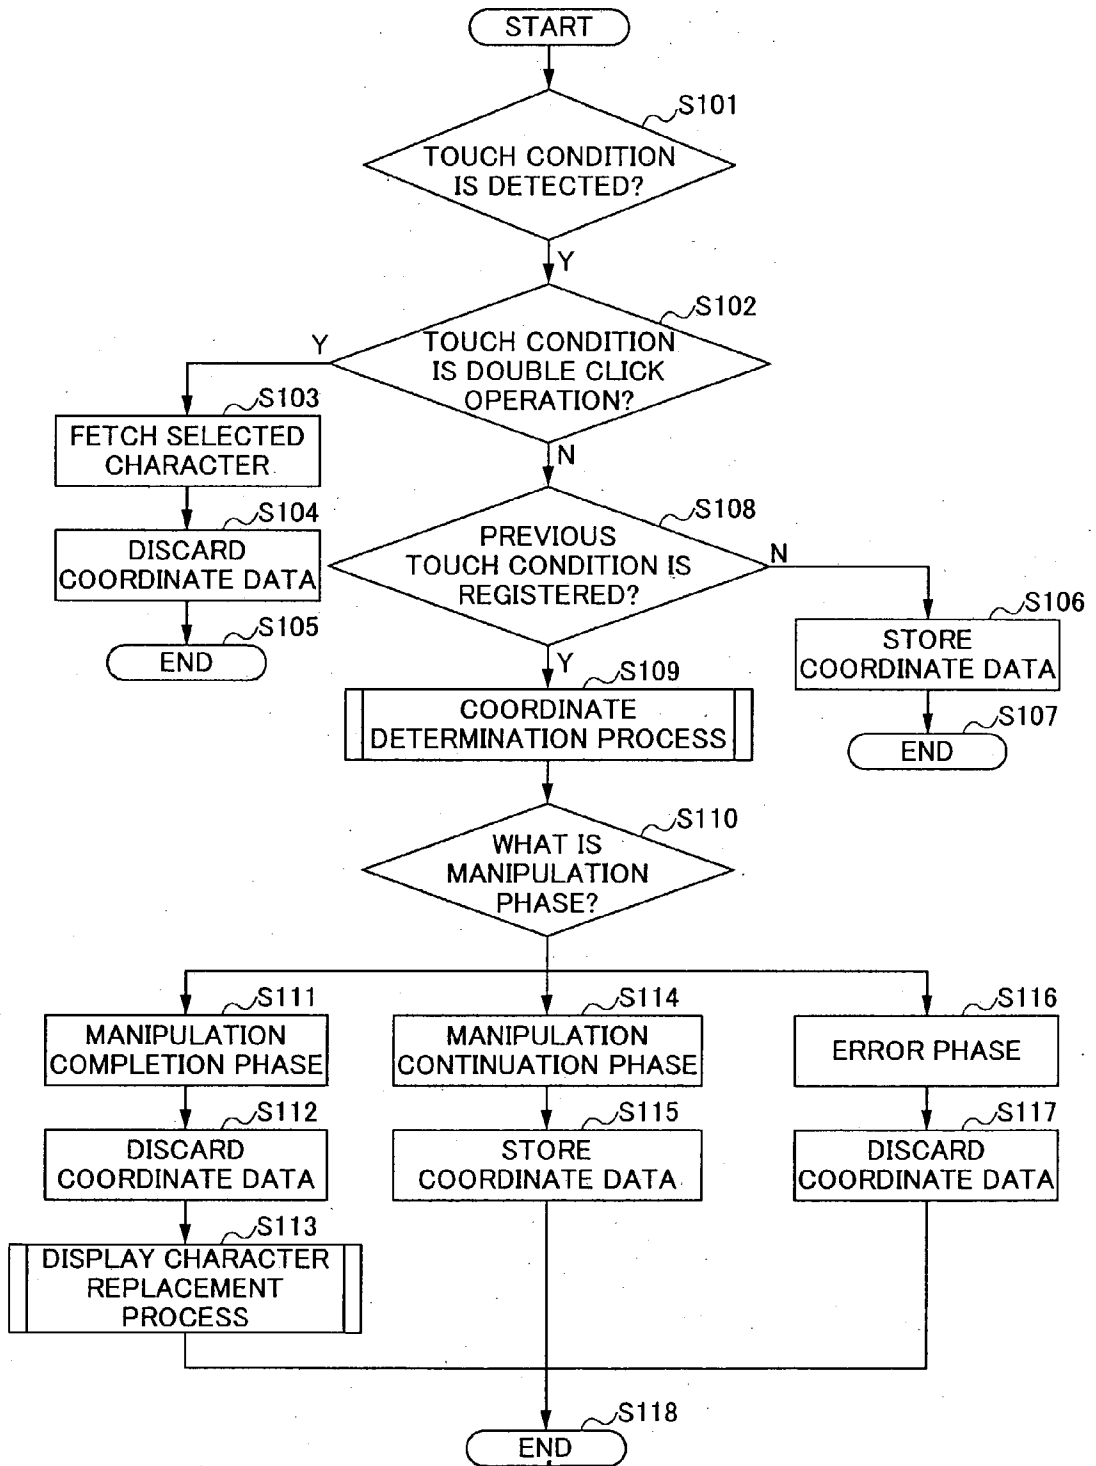 START
S101
TOUCH CONDITION
IS DETECTED?
Y
S102
Y
TOUCH CONDITION
IS DOUBLE CLICK
OPERATION?
N
S103
FETCH SELECTED
CHARACTER
S104
DISCARD
COORDINATE DATA
S105
END
S108
PREVIOUS
TOUCH CONDITION IS
REGISTERED?
N
Y
S106
STORE
COORDINATE DATA
S107
END
S109
COORDINATE
DETERMINATION PROCESS
S110
WHAT IS
MANIPULATION
PHASE?
S111
MANIPULATION
COMPLETION PHASE
S112
DISCARD
COORDINATE DATA
S113
DISPLAY CHARACTER
REPLACEMENT
PROCESS
S114
MANIPULATION
CONTINUATION PHASE
S115
STORE
COORDINATE DATA
S116
ERROR PHASE
S117
DISCARD
COORDINATE DATA
S118
END